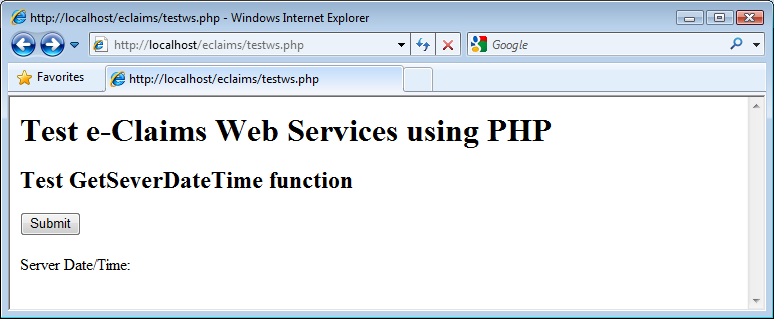 http://localhost/eclaims/testws.php - Windows Internet Explorer
http://localhost/eclaims/testws.php
Google
Favorites
http://localhost/eclaims/testws.php
Test e-Claims Web Services using PHP
Test GetSeverDateTime function
Submit
Server Date/Time: